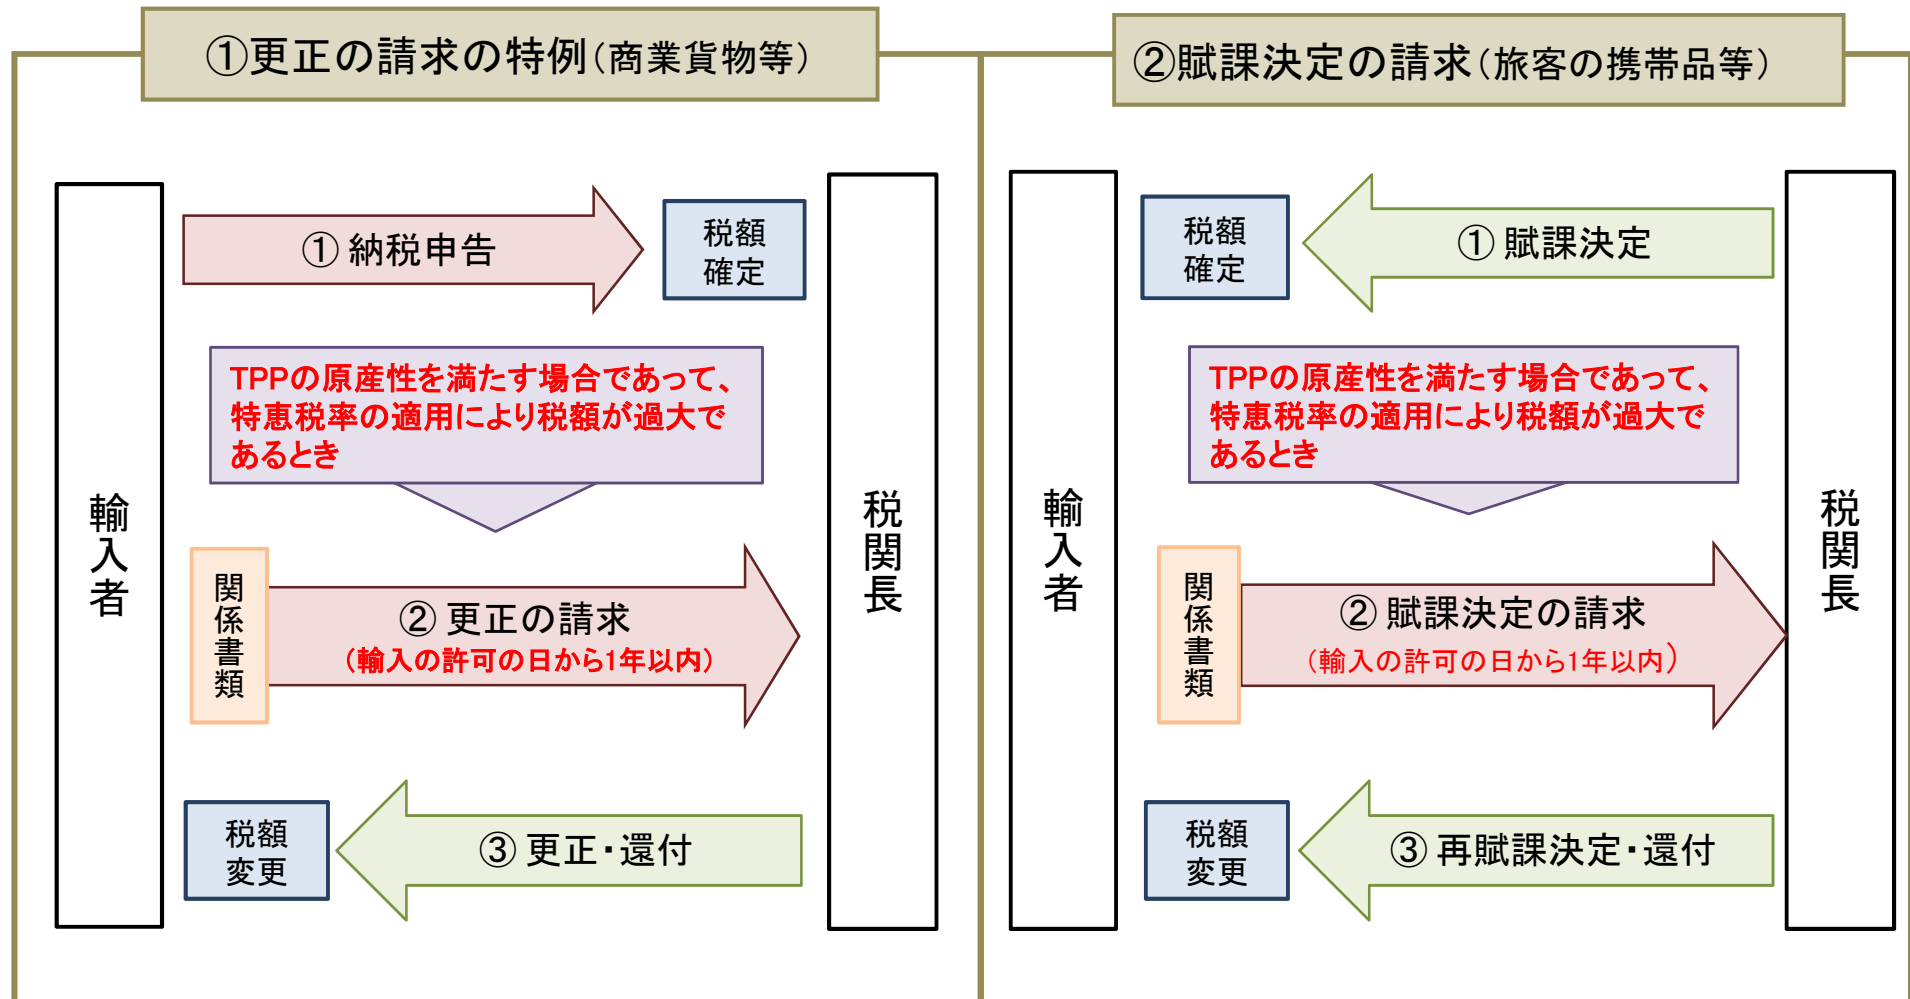 ①更正の請求の特例(商業貨物等)
輸入者
① 納税申告
税額
確定
TPPの原産性を満たす場合であって、
特恵税率の適用により税額が過大で
あるとき
関係書類
② 更正の請求
(輸入の許可の日から1年以内)
税額
変更
③ 更正・還付
税関長
②賦課決定の請求(旅客の携帯品等)
輸入者
税額
確定
① 賦課決定
TPPの原産性を満たす場合であって、
特恵税率の適用により税額が過大で
あるとき
関係書類
② 賦課決定の請求
(輸入の許可の日から1年以内)
税額
変更
③ 再賦課決定・還付
税関長